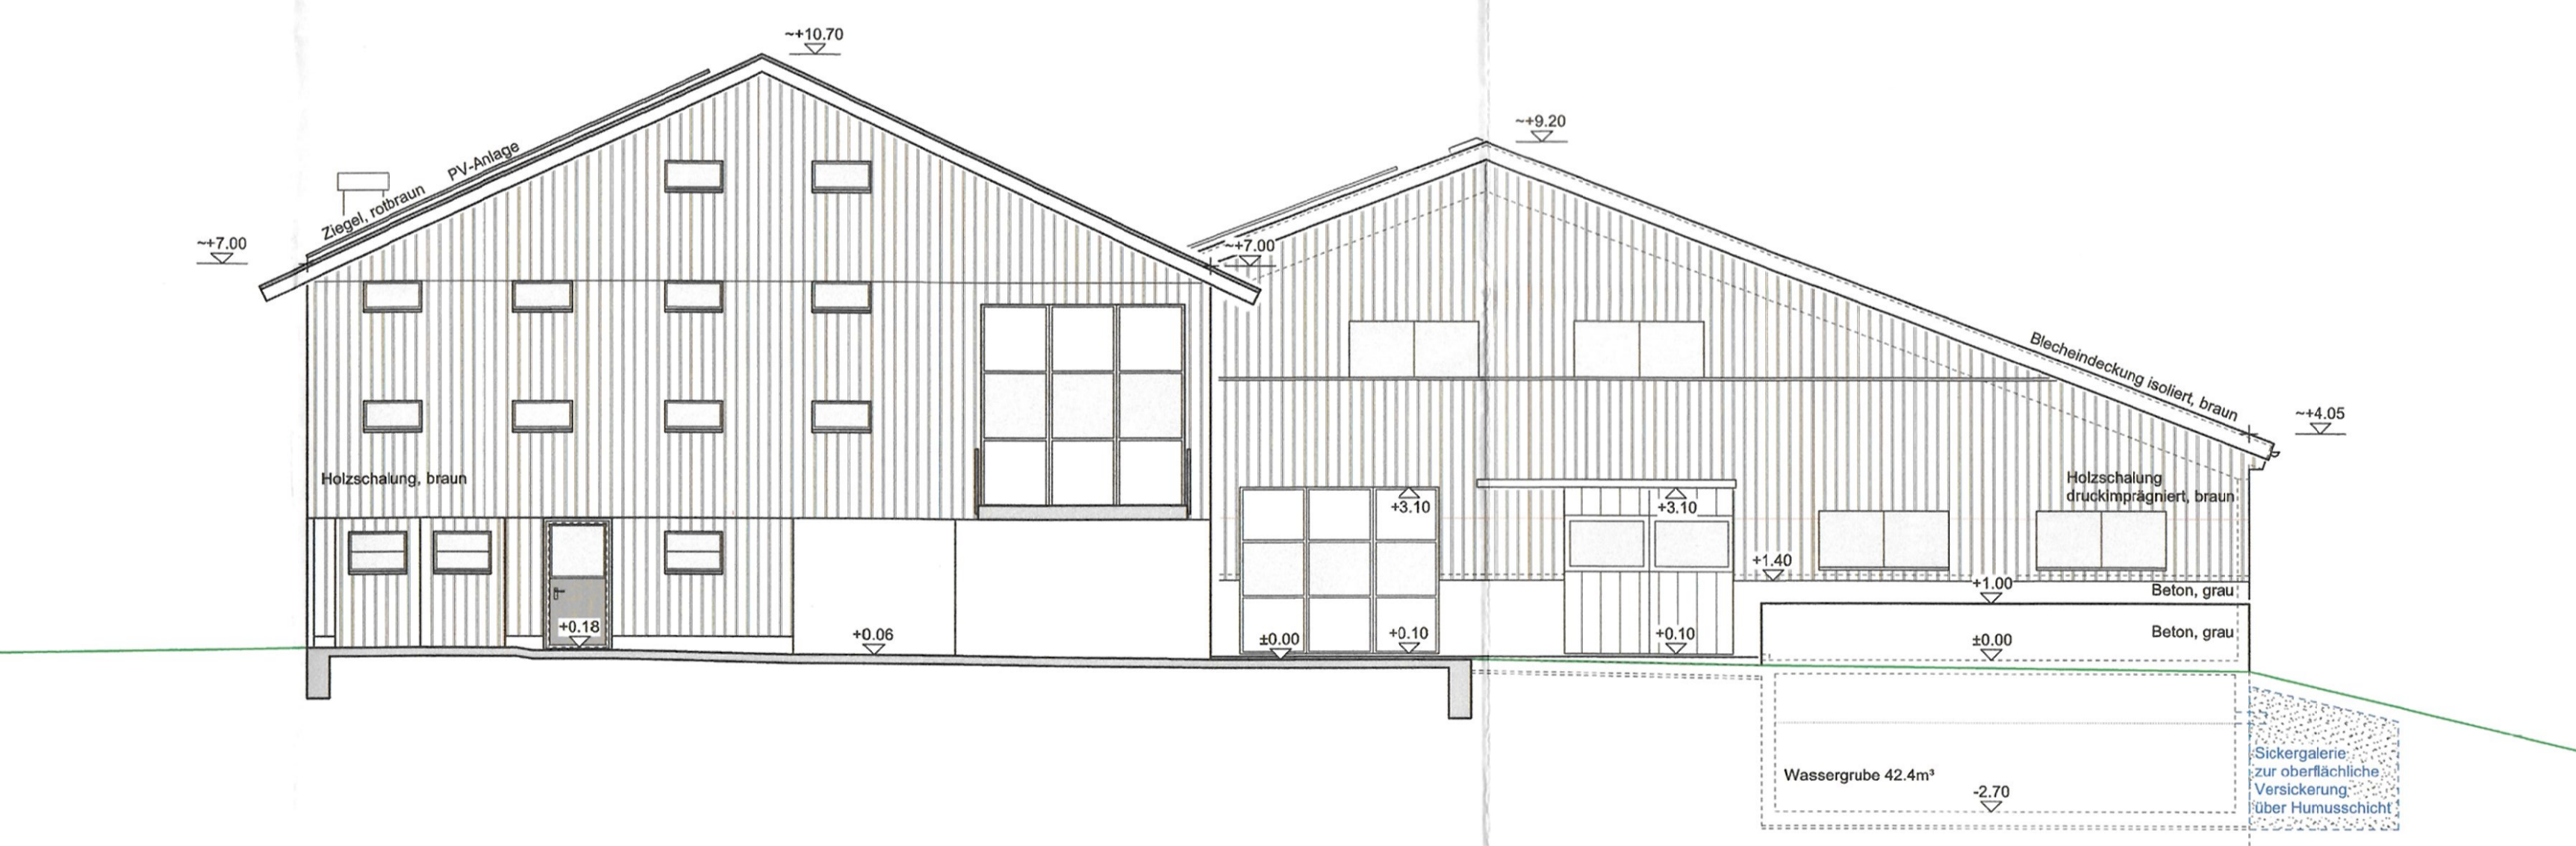 ~+10.70
~+9.20
PV-Anlage
Ziegel, rotbraun
~+7.00
~+7.00
Blecheindeckung isoliert, braun
~+4.05
Holzschalung, braun
Holzschalung
druckimprägniert, braun
+3.10
+3.10
+1.40
+1.00
Beton, grau
+0.18
+0.06
±0.00
+0.10
+0.10
±0.00
Beton, grau
Wassergrube 42.4m³
-2.70
Sickergalerie
zur oberflächliche
Versickerung
über Humusschicht